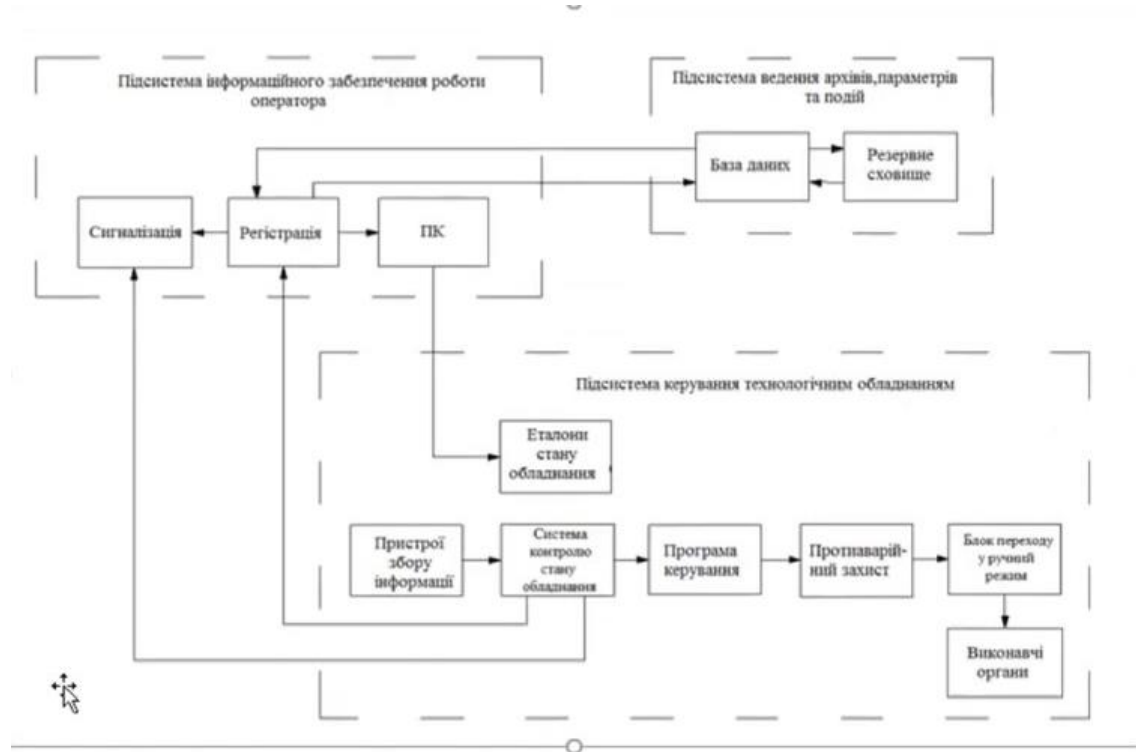 Підсистема інформаційного забезпечення роботи
оператора
Підсистема ведення архівів,параметрів
та подій
База даних
Резервне
сховище
Сигналізація
Регістрація
ПК
Підсистема керування технологічним обладнанням
Еталони
стану
обладнання
Пристрої
збору
інформації
Система
контролю
стану
обладнання
Програма
керування
Протиаварій-
ний захист
Блок переходу
у ручний
режим
Виконавчі
органи